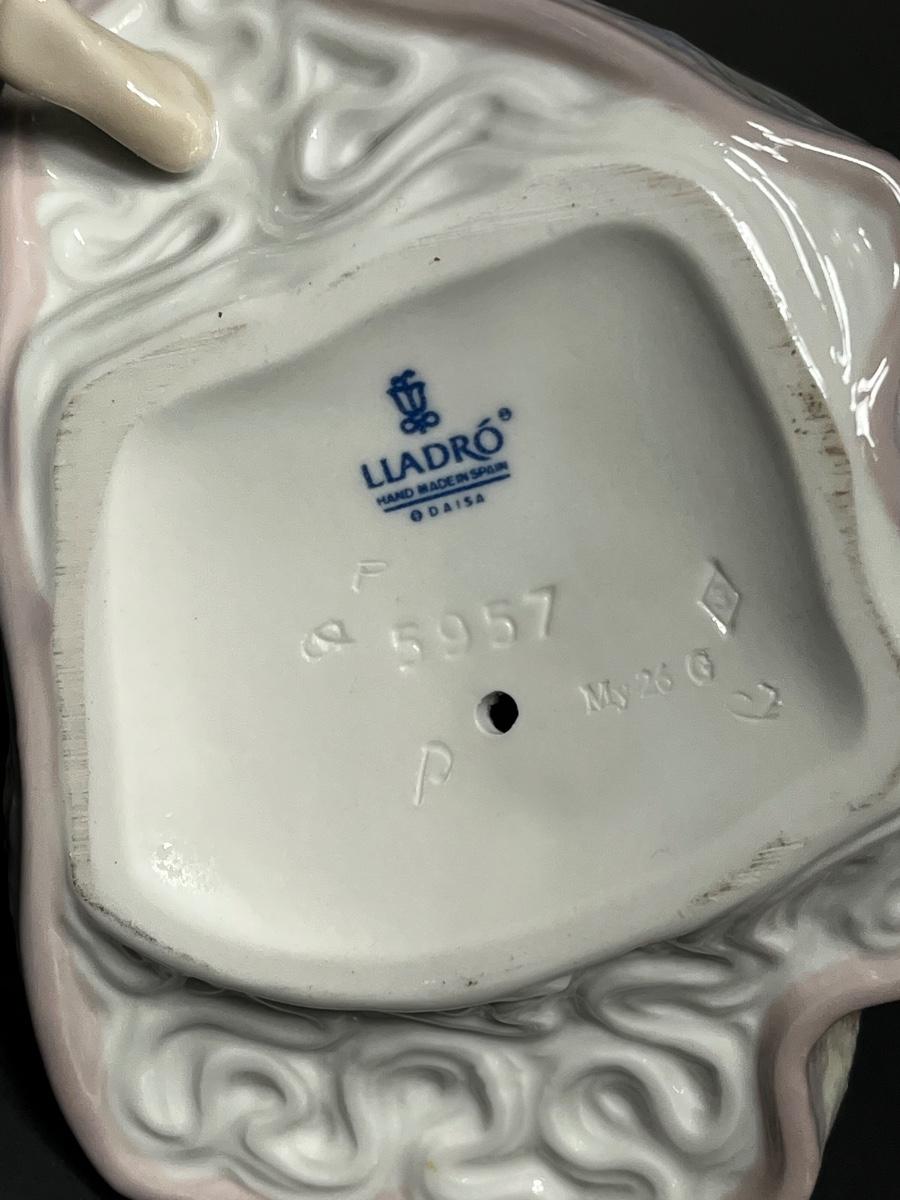 LLADRÓ®
HAND MADE IN SPAIN
© DAISA
F
5957
My 26 G
P